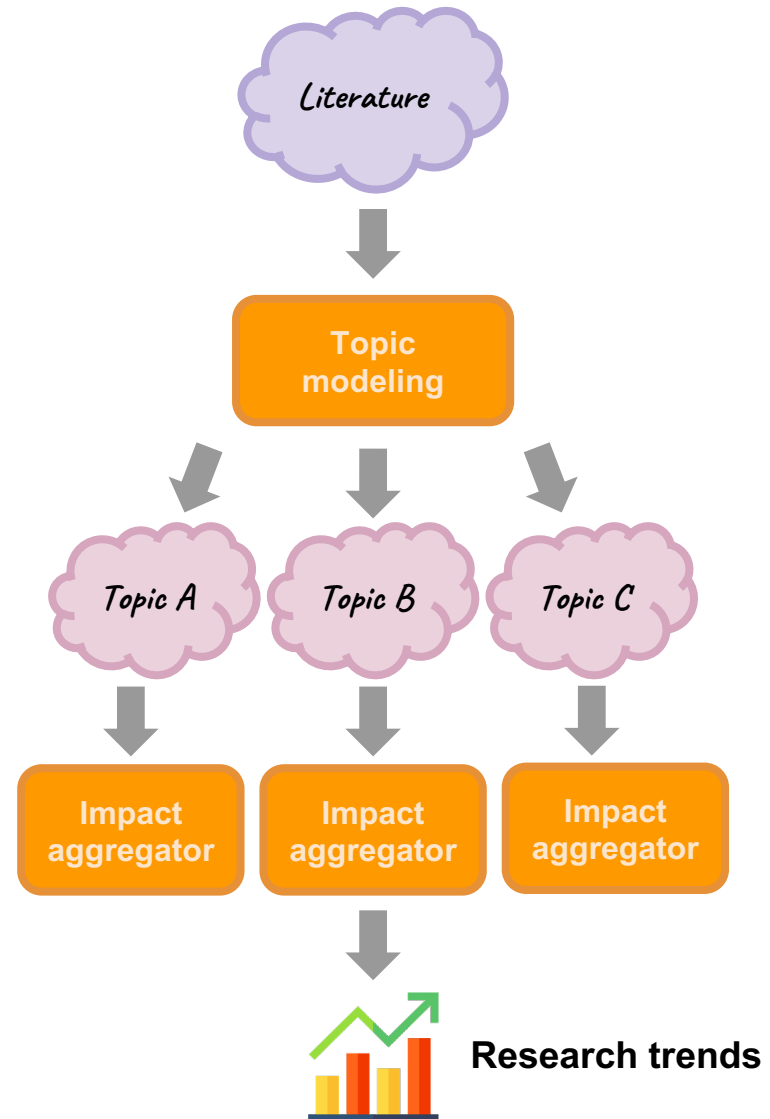 Literature
Topic
modeling
Topic A
Topic B
Topic C
Impact
aggregator
Impact
aggregator
Impact
aggregator
Research trends